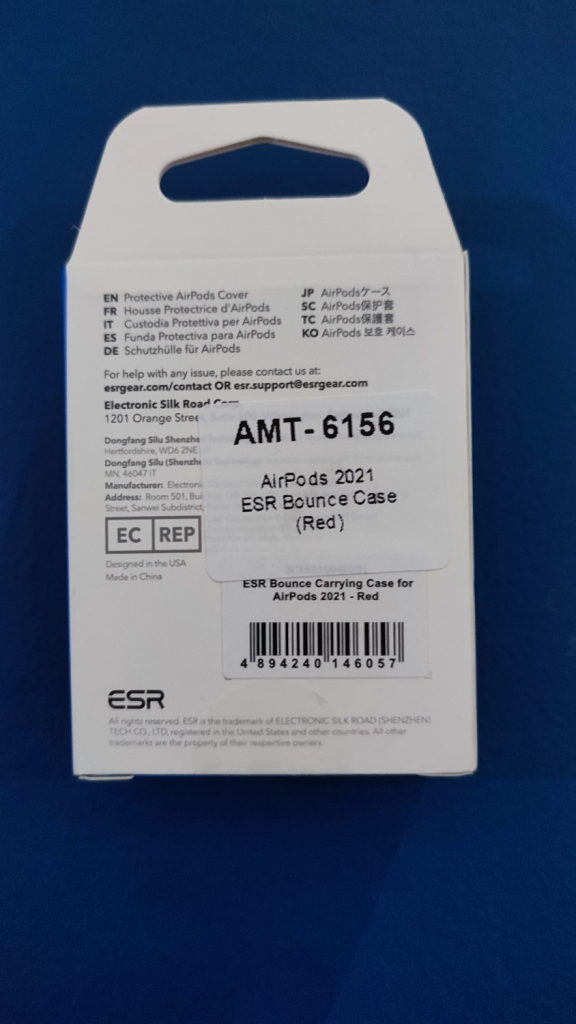 EN Protective AirPods Cover
FR Housse Protectrice d'AirPods
IT Custodia Protettiva per AirPods
ES Funda Protectiva para AirPods
DE Schutzhülle für AirPods
JP AirPodsケース
SC AirPods保护套
TC AirPods保護套
KO AirPods 보호 케이스
For help with any issue, please contact us at:
esrgear.com/contact OR esr.support@esrgear.com
Electronic Silk Road
1201 Orange
Dongfang Silu
Hertfordshire, WD6 2NE
Dongfang Silu
MN, 46047 IT
Manufacturer:
Address: Room 501,
Street, Sanwei Subdistrict,
EC REP
Designed in the USA
Made in China
AMT-6156
AirPods 2021
ESR Bounce Case
(Red)
ESR Bounce Carrying Case for
AirPods 2021 - Red
4 894240 146057
ESR
All rights reserved. ESR is the trademark of ELECTRONIC SILK ROAD (SHENZHEN)
TECH CO., LTD, registered in the United States and other countries. All other
trademarks are the property of their respective owners.